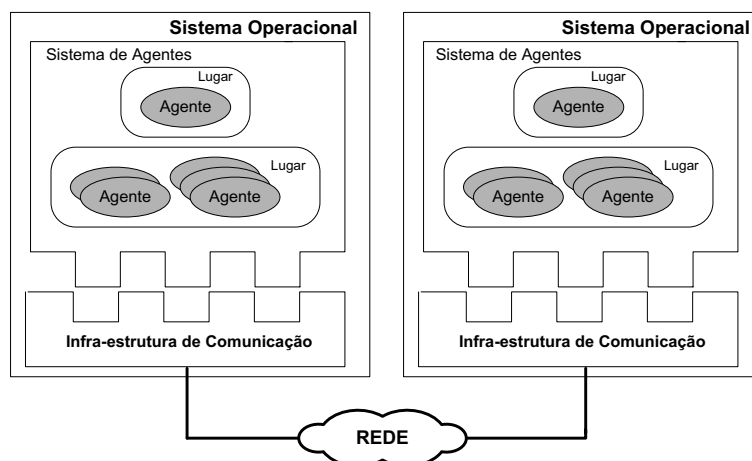 Sistema Operacional
Sistema de Agentes
Lugar
Agente
Lugar
Agente
Agente
Infra-estrutura de Comunicação
Sistema Operacional
Sistema de Agentes
Lugar
Agente
Lugar
Agente
Agente
Infra-estrutura de Comunicação
REDE